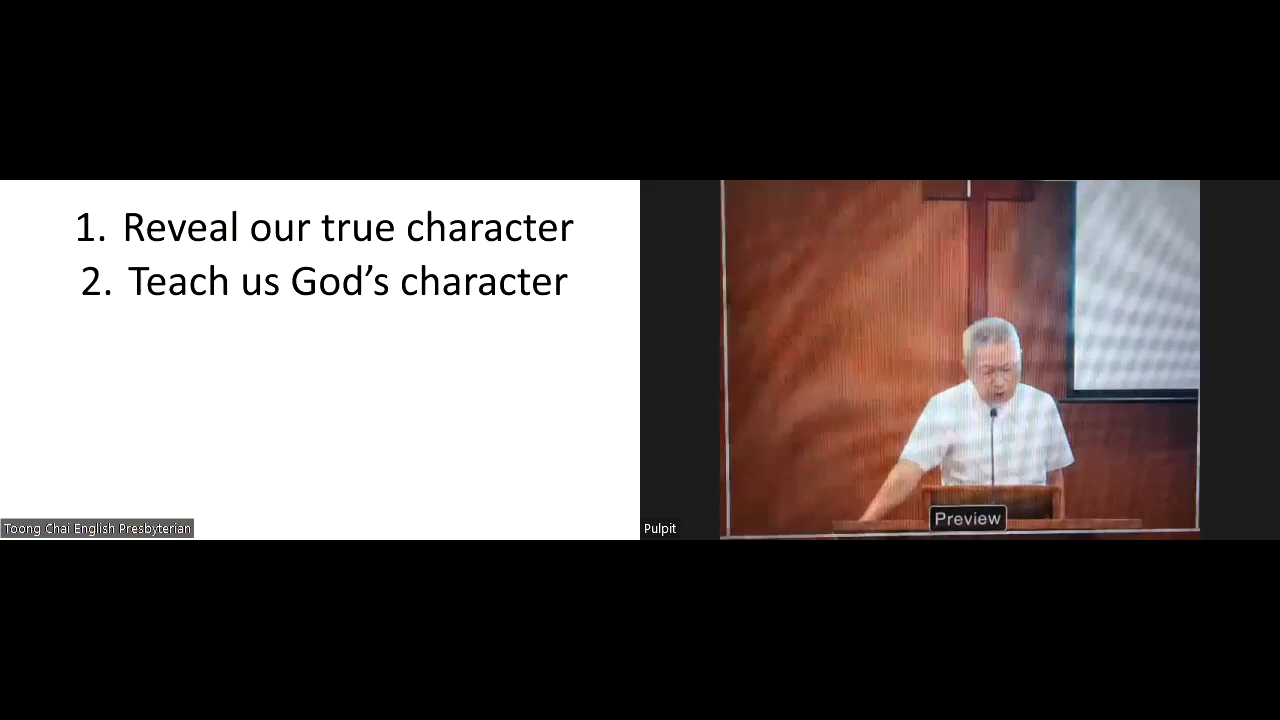 1. Reveal our true character
2. Teach us God’s character
Toong Chai English Presbyterian
Pulpit
Preview